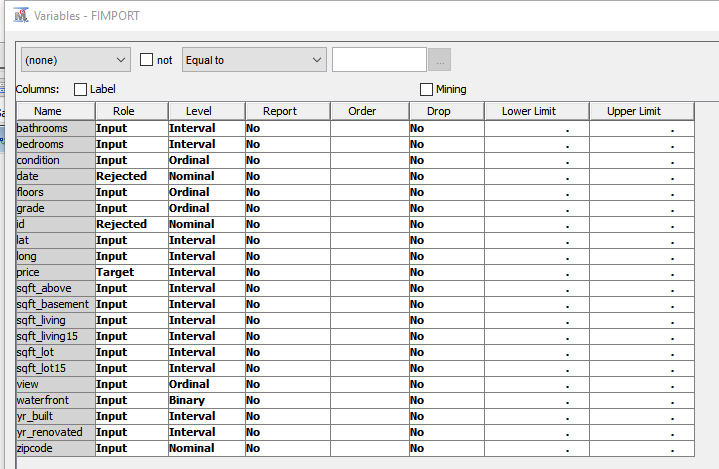 Variables - FIMPORT
(none) not Equal to ...
Columns: Label Mining
Name Role Level Report Order Drop Lower Limit Upper Limit
bathrooms Input Interval No No . .
bedrooms Input Interval No No . .
condition Input Ordinal No No . .
date Rejected Nominal No No . .
floors Input Ordinal No No . .
grade Input Ordinal No No . .
id Rejected Nominal No No . .
lat Input Interval No No . .
long Input Interval No No . .
price Target Interval No No . .
sqft_above Input Interval No No . .
sqft_basement Input Interval No No . .
sqft_living Input Interval No No . .
sqft_living15 Input Interval No No . .
sqft_lot Input Interval No No . .
sqft_lot15 Input Interval No No . .
view Input Ordinal No No . .
waterfront Input Binary No No . .
yr_built Input Interval No No . .
yr_renovated Input Interval No No . .
zipcode Input Nominal No No . .